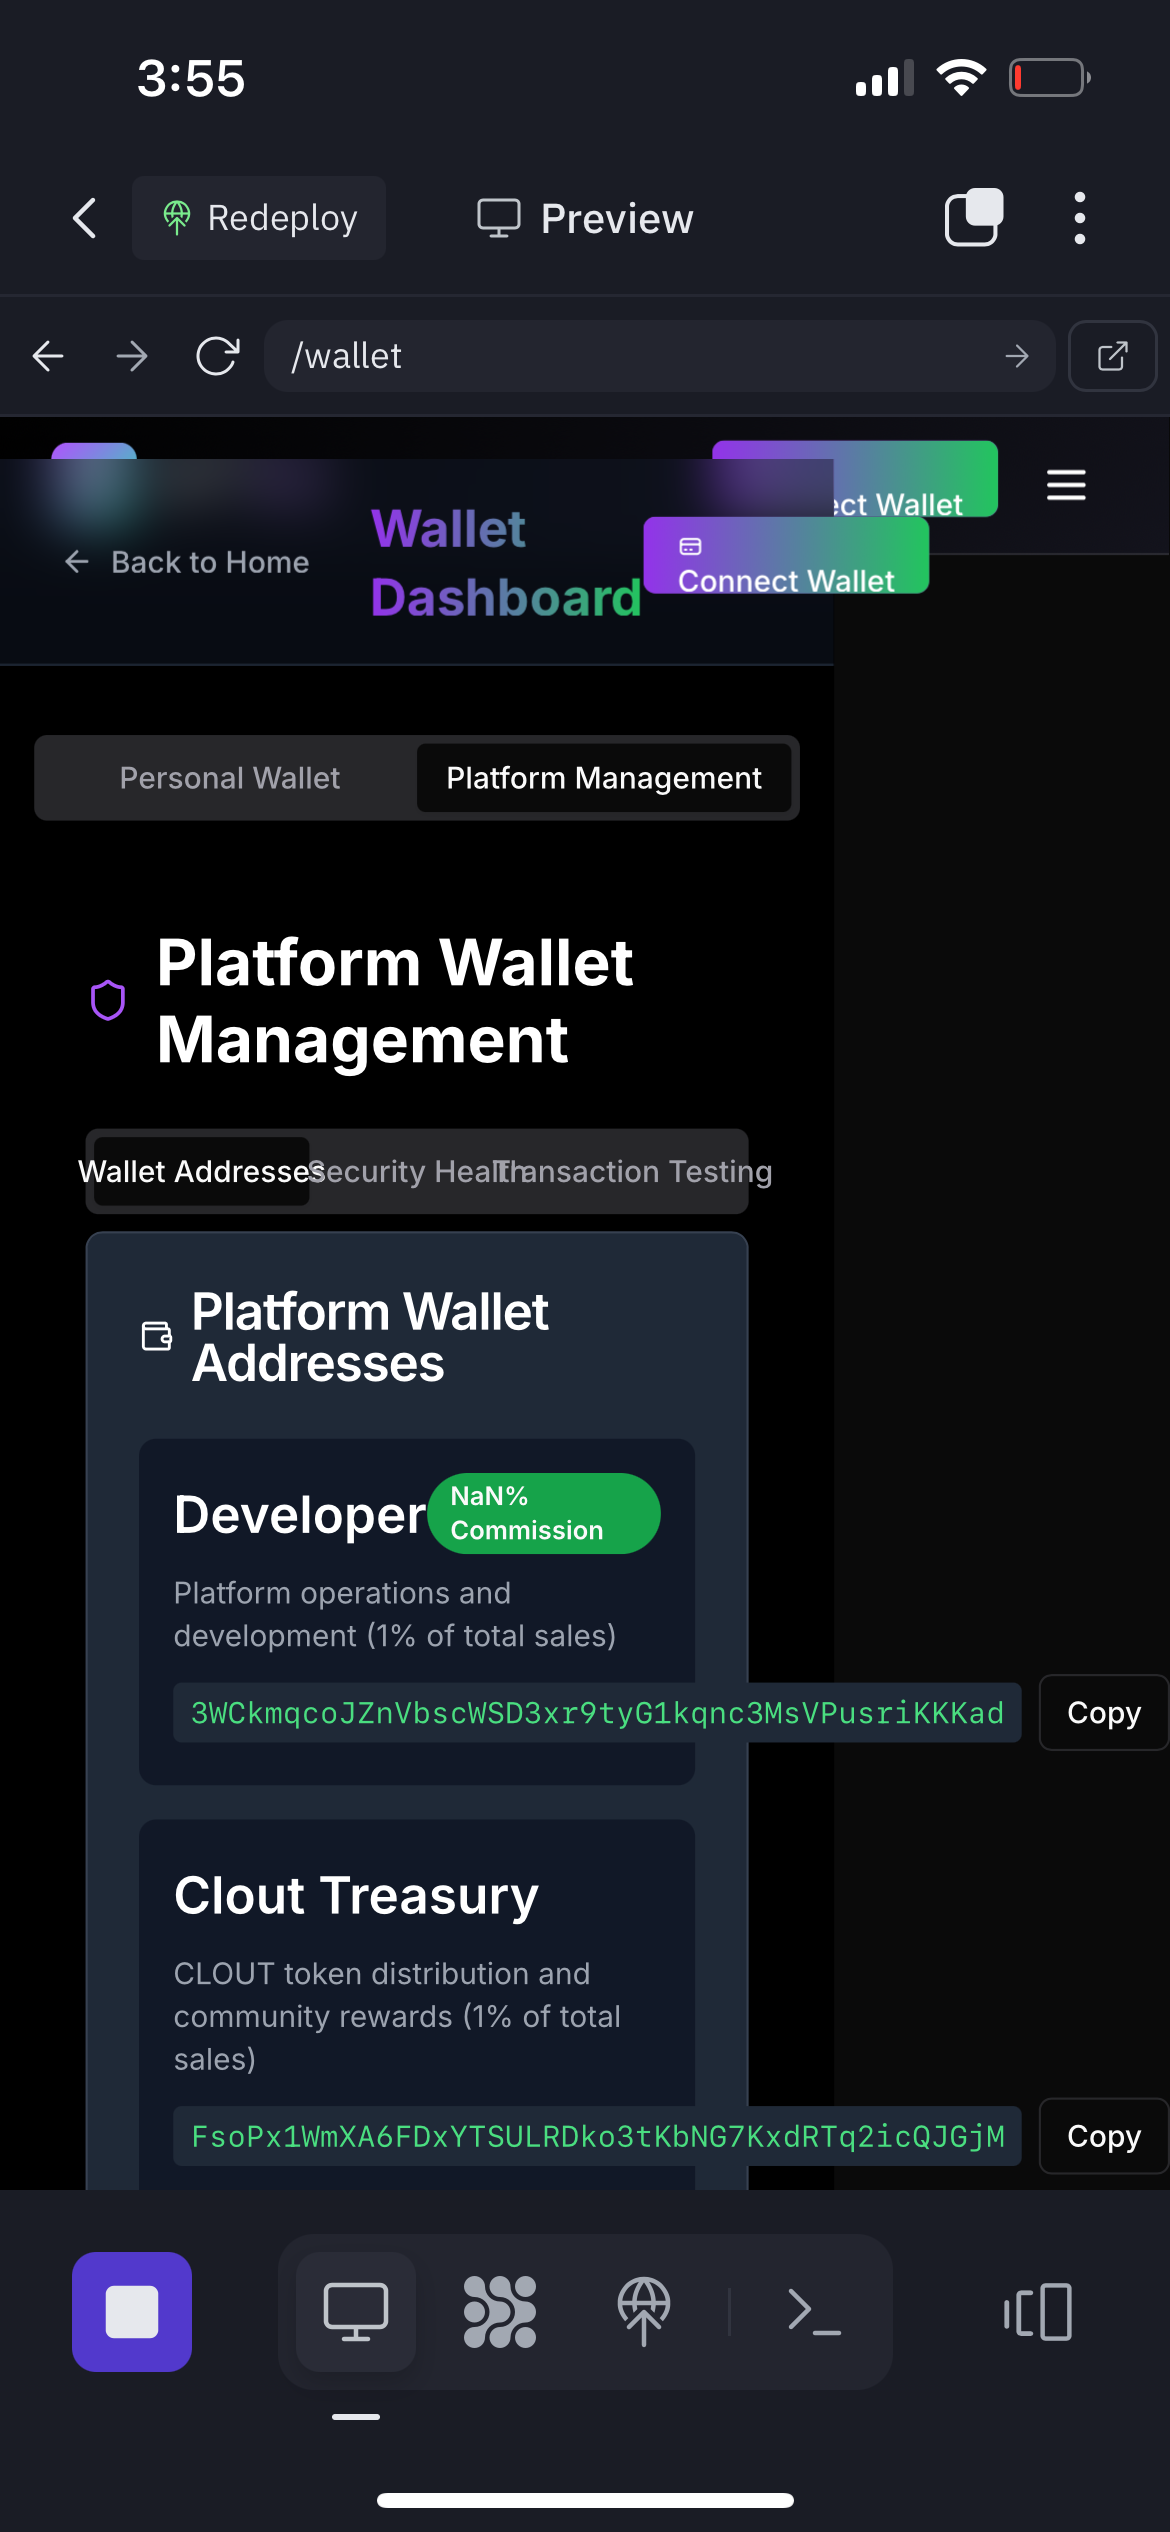 3:55
Redeploy
Preview
/wallet
ect Wallet
Back to Home
Wallet
Dashboard
Connect Wallet
Personal Wallet
Platform Management
Platform Wallet
Management
Wallet Addresses
Security Health
Transaction Testing
Platform Wallet
Addresses
Developer
NaN%
Commission
Platform operations and
development (1% of total sales)
3WCkmqcoJZnVbscWSD3xr9tyG1kqnc3MsVPusriKKKad
Copy
Clout Treasury
CLOUT token distribution and
community rewards (1% of total
sales)
FsoPx1WmXA6FDxYTSULRDko3tKbNG7KxdRTq2icQJGjM
Copy